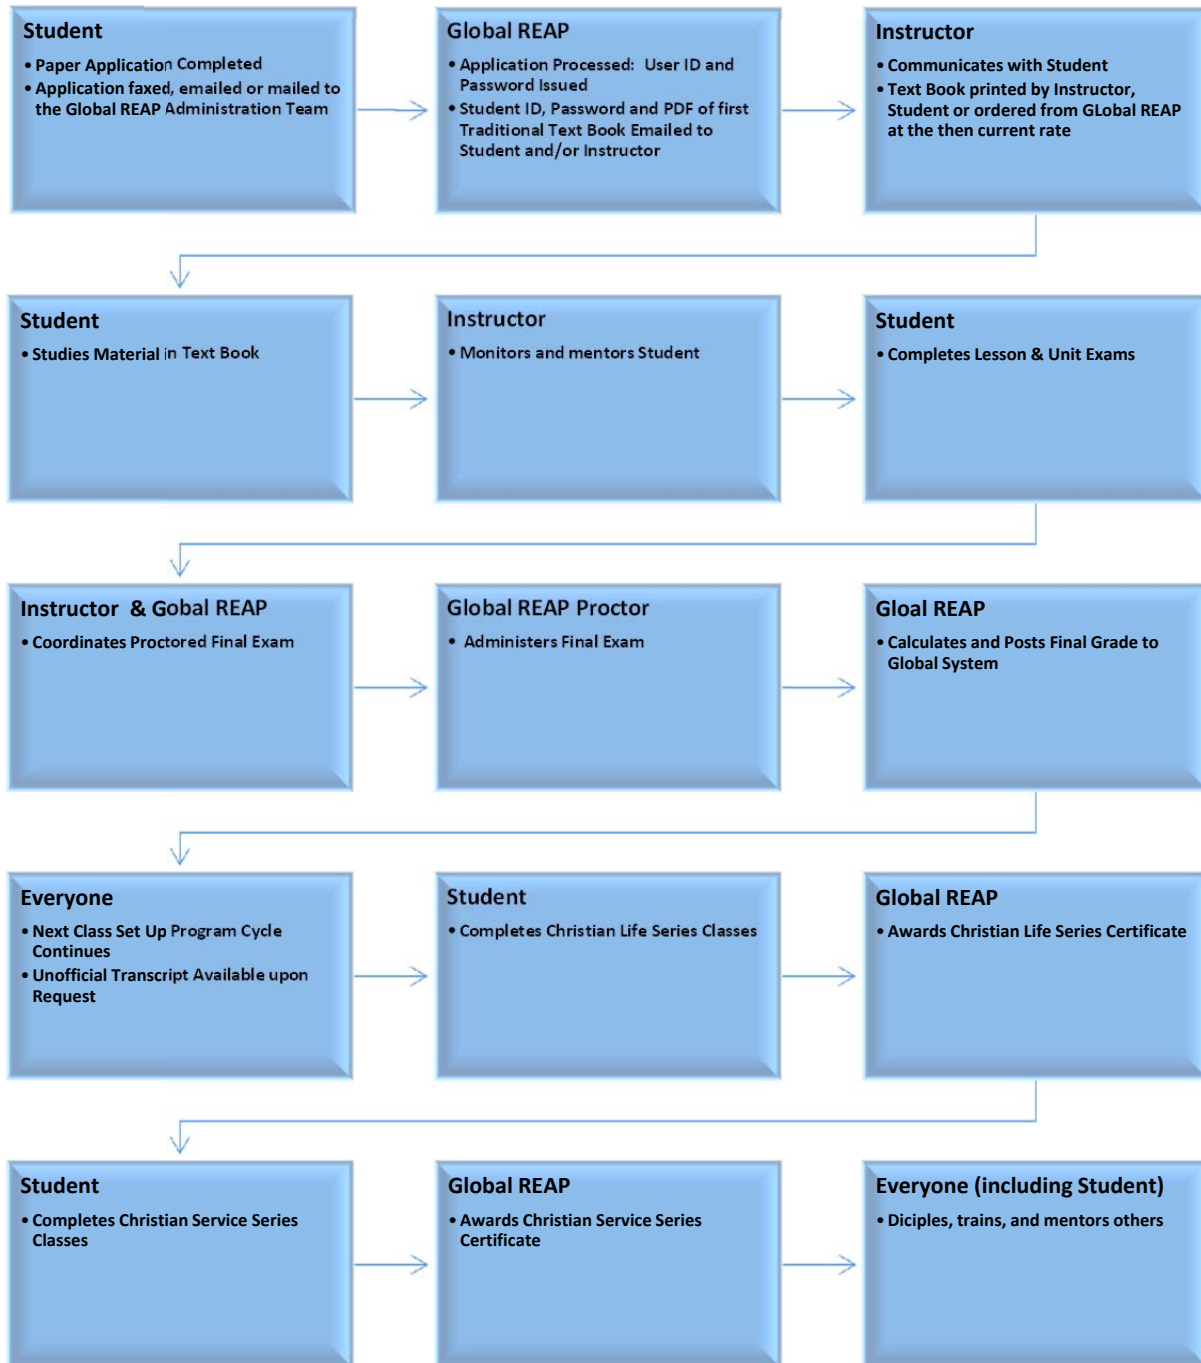 Student
• Paper Application Completed
• Application faxed, emailed or mailed to
the Global REAP Administration Team
Global REAP
• Application Processed: User ID and
Password Issued
• Student ID, Password and PDF of first
Traditional Text Book Emailed to
Student and/or Instructor
Instructor
• Communicates with Student
• Text Book printed by Instructor,
Student or ordered from GLobal REAP
at the then current rate
Student
• Studies Material in Text Book
Instructor
• Monitors and mentors Student
Student
• Completes Lesson & Unit Exams
Instructor & Gobal REAP
• Coordinates Proctored Final Exam
Global REAP Proctor
• Administers Final Exam
Gloal REAP
• Calculates and Posts Final Grade to
Global System
Everyone
• Next Class Set Up Program Cycle
Continues
• Unofficial Transcript Available upon
Request
Student
• Completes Christian Life Series Classes
Global REAP
• Awards Christian Life Series Certificate
Student
• Completes Christian Service Series
Classes
Global REAP
• Awards Christian Service Series
Certificate
Everyone (including Student)
• Diciples, trains, and mentors others